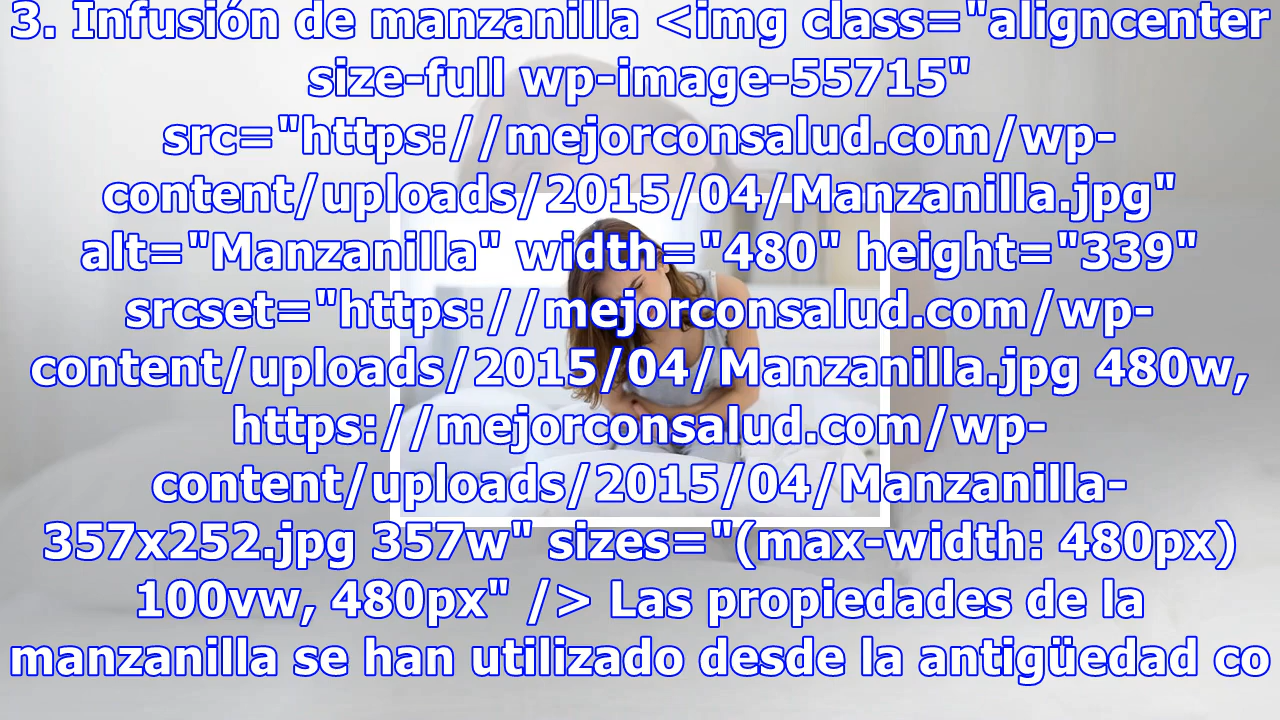 3. Infusión de manzanilla <img class="aligncenter
size-full wp-image-55715"
src="https://mejorconsalud.com/wp-
content/uploads/2015/04/Manzanilla.jpg"
alt="Manzanilla" width="480" height="339"
srcset="https://mejorconsalud.com/wp-
content/uploads/2015/04/Manzanilla.jpg 480w,
https://mejorconsalud.com/wp-
content/uploads/2015/04/Manzanilla-
357x252.jpg 357w" sizes="(max-width: 480px)
100vw, 480px" /> Las propiedades de la
manzanilla se han utilizado desde la antigüedad co